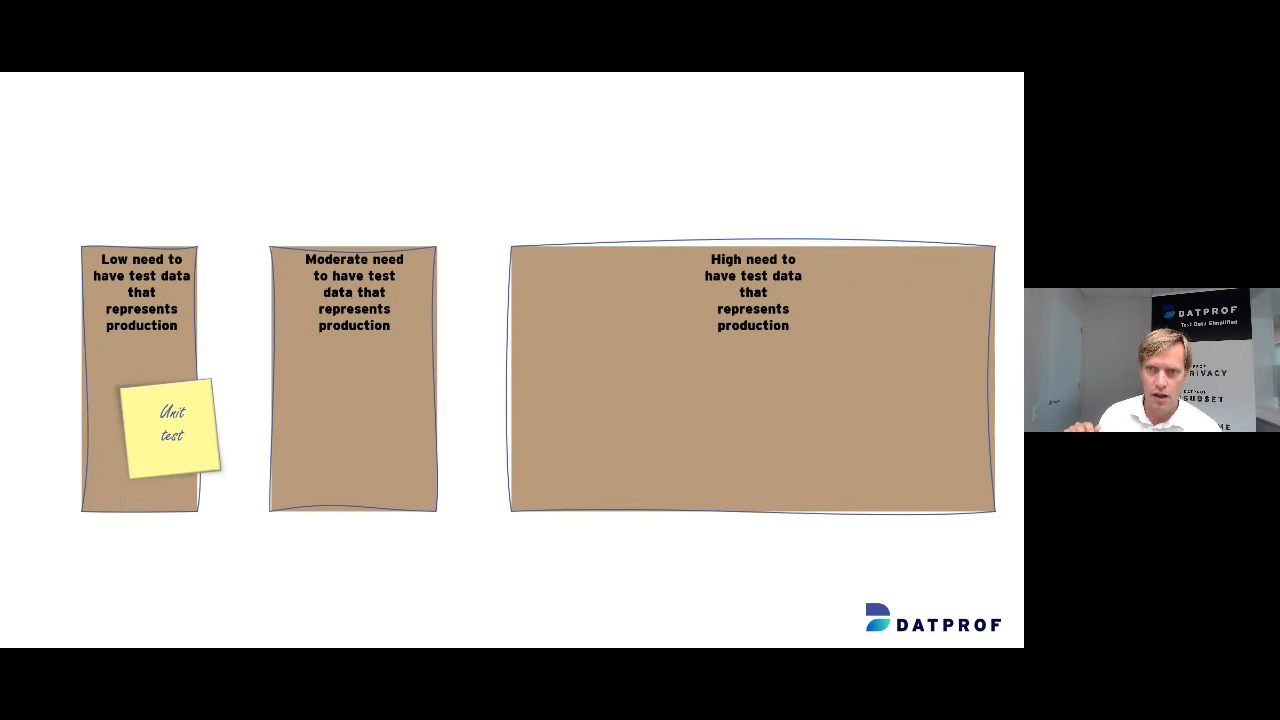 Low need to
have test data
that
represents
production
Unit
test
Moderate need
to have test
data that
represents
production
High need to
have test data
that
represents
production
DATPROF
DATPROF
Test Data Simplified
RIVACY
DATPROF
SUBSET